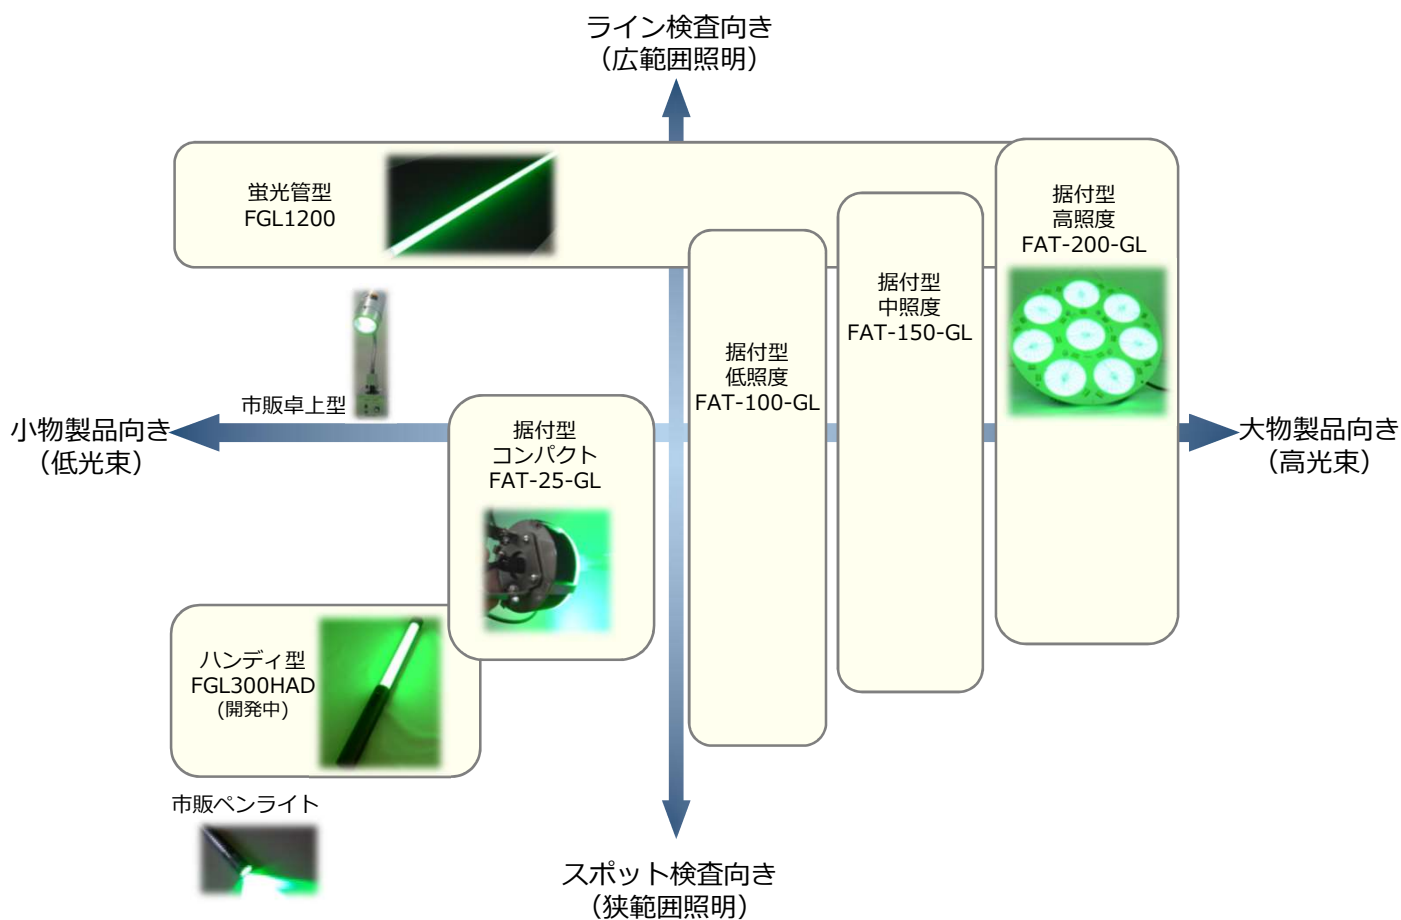 ライン検査向き
（広範囲照明）
蛍光管型
FGL1200
据付型
高照度
FAT-200-GL
据付型
中照度
FAT-150-GL
据付型
低照度
FAT-100-GL
市販卓上型
小物製品向き
（低光束）
大物製品向き
（高光束）
据付型
コンパクト
FAT-25-GL
ハンディ型
FGL300HAD
(開発中)
市販ペンライト
スポット検査向き
（狭範囲照明）